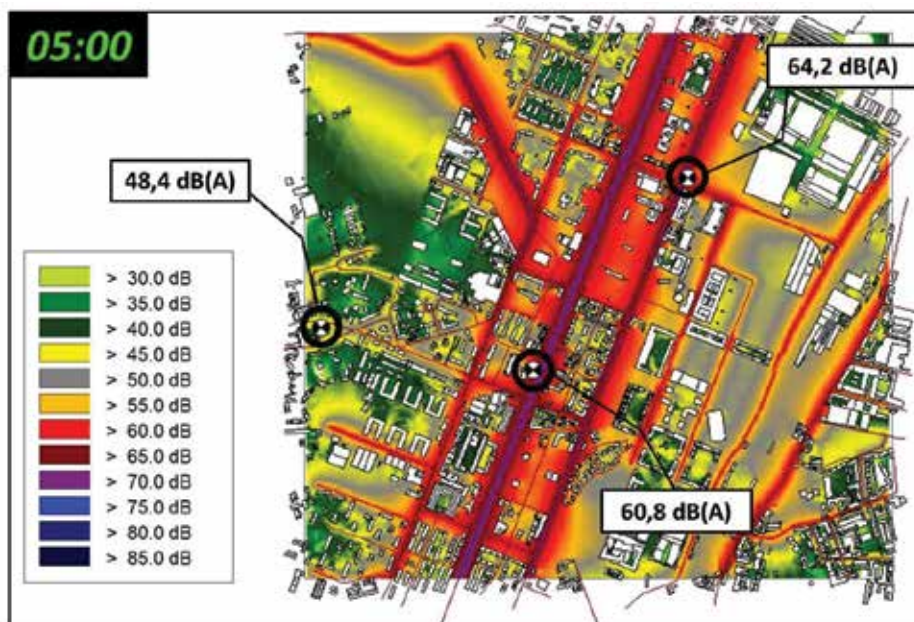 05:00
64,2 dB(A)
48,4 dB(A)
> 30.0 dB
> 35.0 dB
> 40.0 dB
> 45.0 dB
> 50.0 dB
> 55.0 dB
> 60.0 dB
> 65.0 dB
> 70.0 dB
> 75.0 dB
> 80.0 dB
> 85.0 dB
60,8 dB(A)